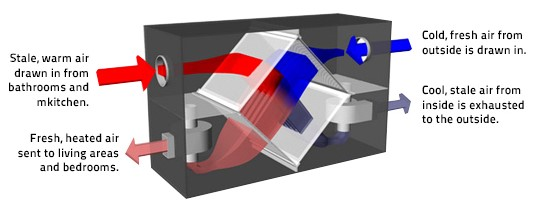 Stale, warm air
drawn in from
bathrooms and
mkitchen.
Fresh, heated air
sent to living areas
and bedrooms.
Cold, fresh air from
outside is drawn in.
Cool, stale air from
inside is exhausted
to the outside.